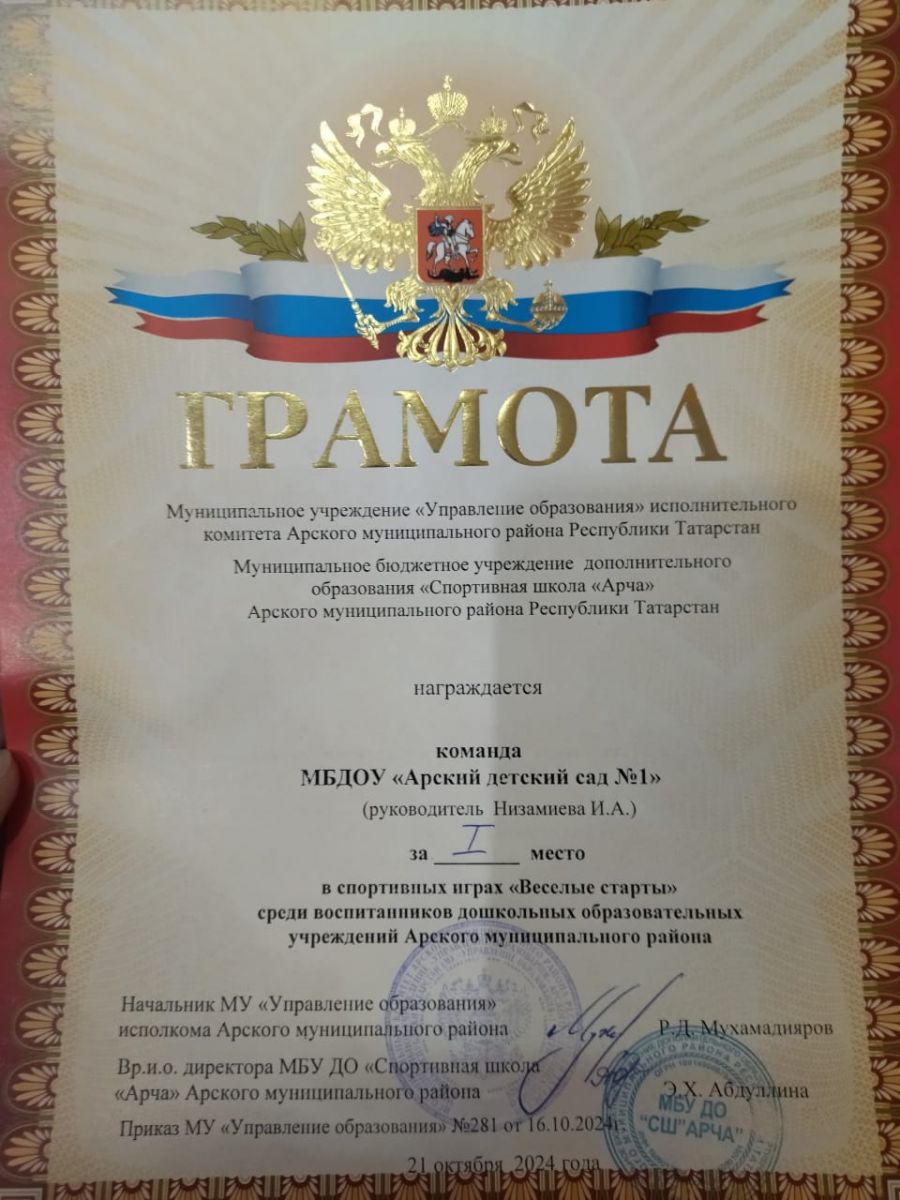 ГРАМОТА
Муниципальное учреждение «Управление образования» исполнительного
комитета Арского муниципального района Республики Татарстан
Муниципальное бюджетное учреждение дополнительного
образования «Спортивная школа «Арча»
Арского муниципального района Республики Татарстан
награждается
команда
МБДОУ «Арский детский сад №1»
(руководитель Низамиева И.А.)
за I место
в спортивных играх «Веселые старты»
среди воспитанников дошкольных образовательных
учреждений Арского муниципального района
Начальник МУ «Управление образования»
исполкома Арского муниципального района Р.Д. Мухамадияров
Вр.и.о. директора МБУ ДО «Спортивная школа
«Арча» Арского муниципального района Э.Х. Абдуллина
Приказ МУ «Управление образования» №281 от 16.10.2024г.
21 октября 2024 года
МБУ ДО
"СШ"АРЧА"